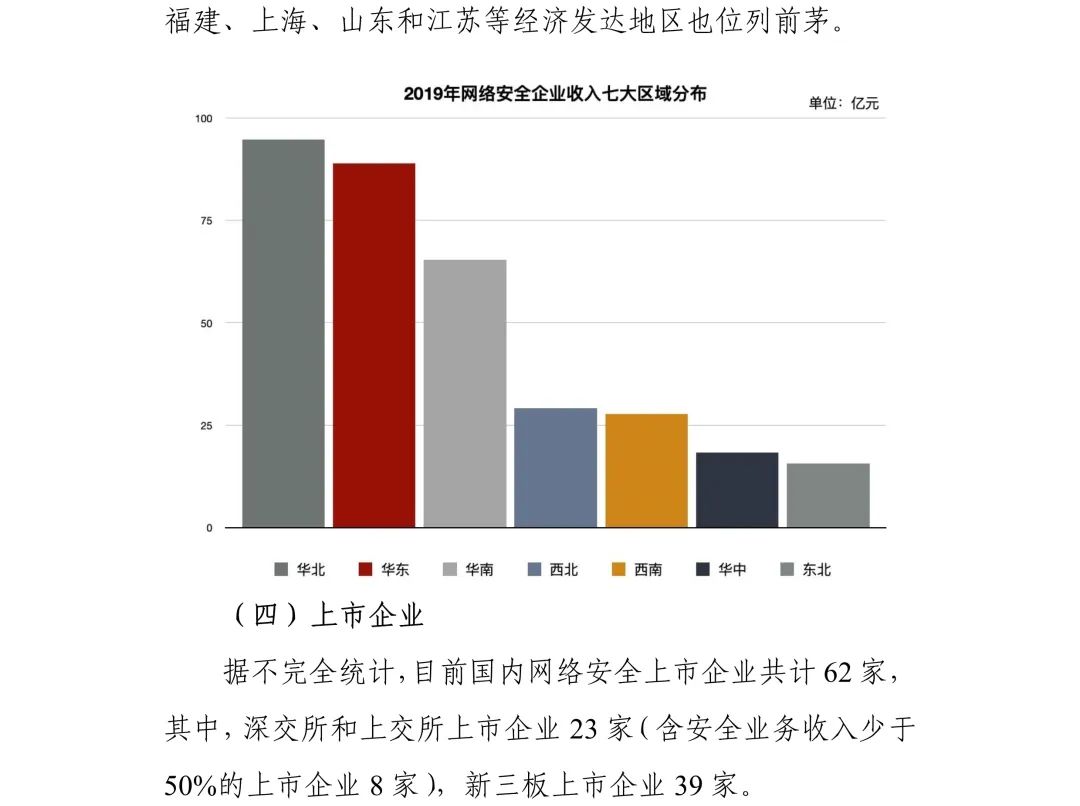 福建、上海、山东和江苏等经济发达地区也位列前茅。
2019年网络安全企业收入七大区域分布
单位：亿元
100
75
50
25
0
华北 华东 华南 西北 西南 华中 东北
（四）上市企业
据不完全统计，目前国内网络安全上市企业共计 62 家，
其中，深交所和上交所上市企业 23 家（含安全业务收入少于
50%的上市企业 8 家），新三板上市企业 39 家。